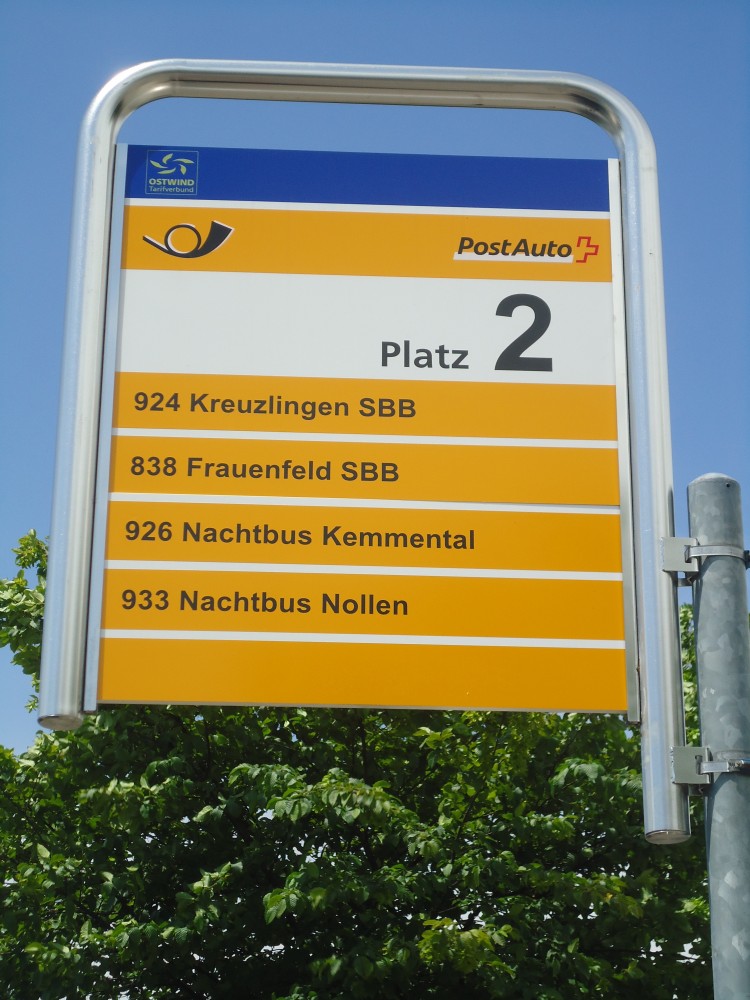 OSTWIND
Tarifverbund
PostAuto
Platz 2
924 Kreuzlingen SBB
838 Frauenfeld SBB
926 Nachtbus Kemmental
933 Nachtbus Nollen